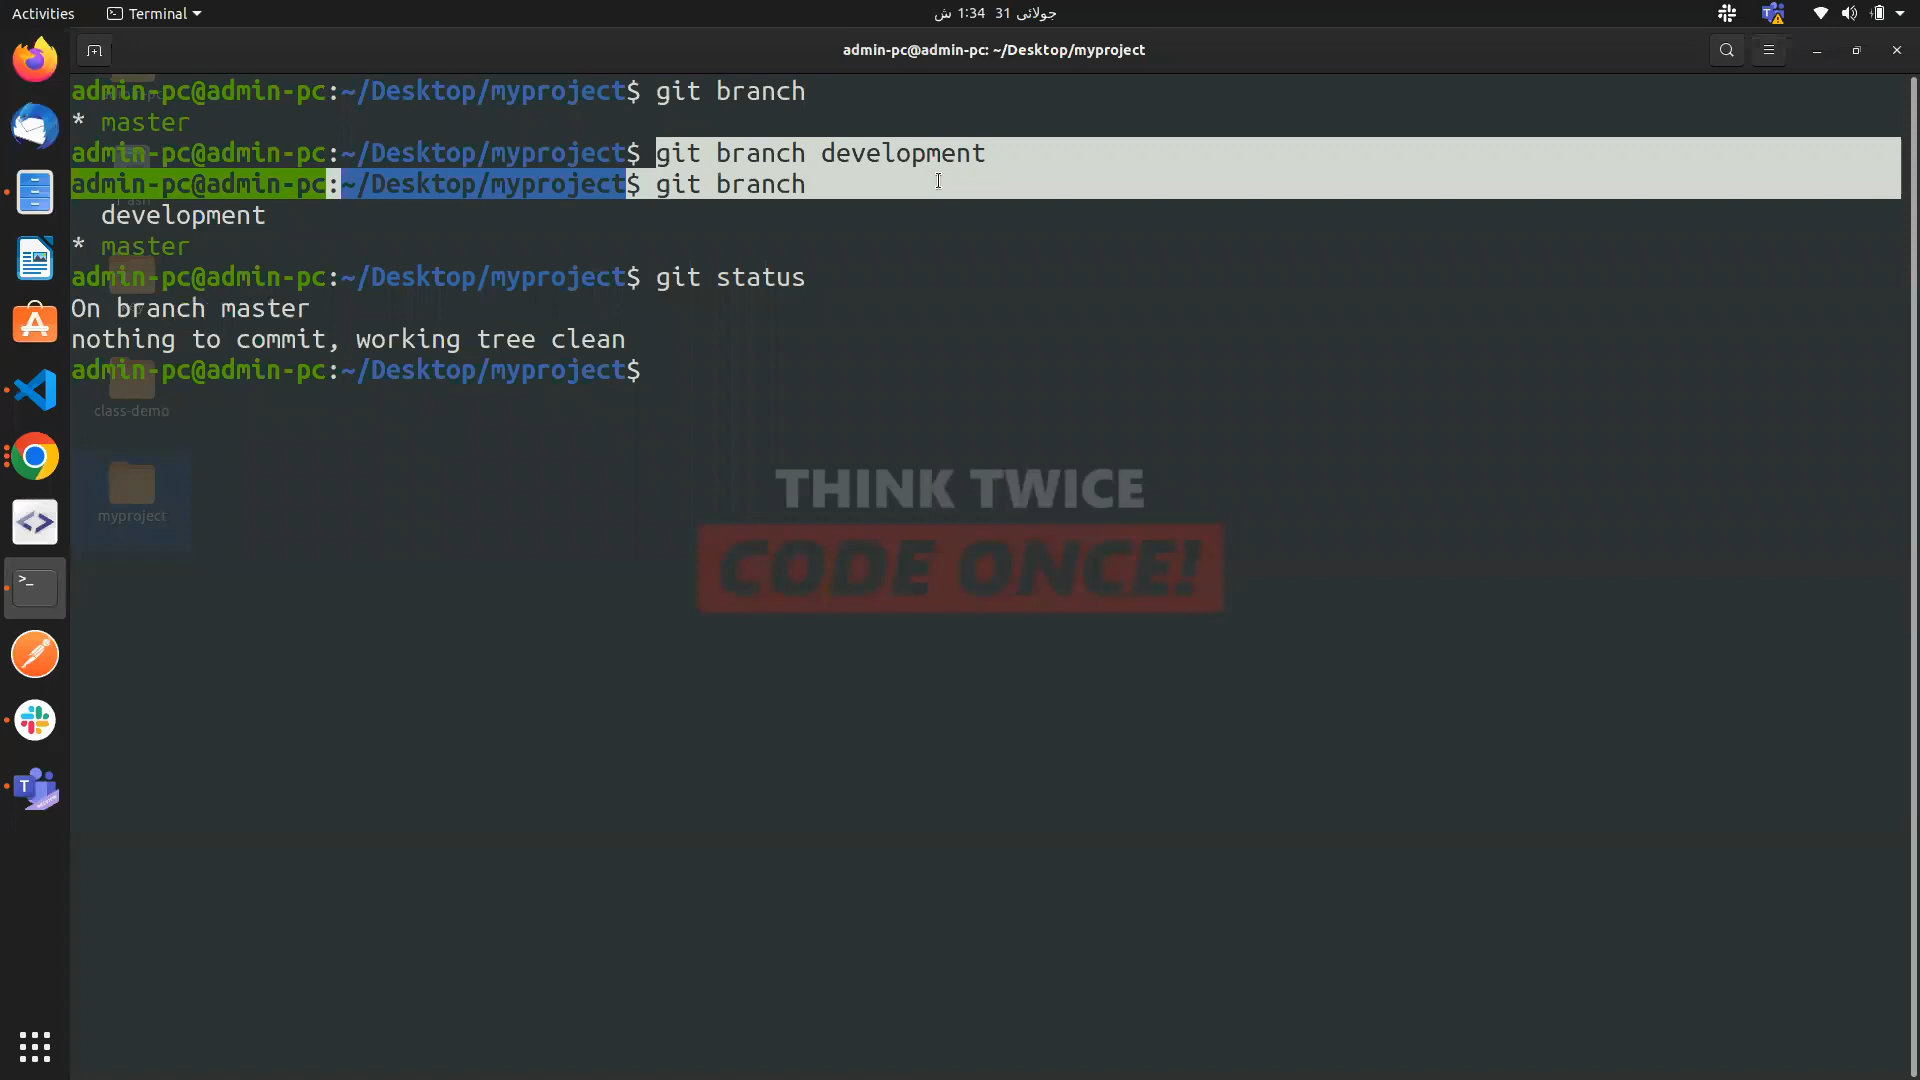 Activities
Terminal
جولائی 31 1:34 ش
admin-pc@admin-pc: ~/Desktop/myproject
admin-pc@admin-pc:~/Desktop/myproject$ git branch
* master
admin-pc@admin-pc:~/Desktop/myproject$ git branch development
admin-pc@admin-pc:~/Desktop/myproject$ git branch
development
* master
admin-pc@admin-pc:~/Desktop/myproject$ git status
On branch master
nothing to commit, working tree clean
admin-pc@admin-pc:~/Desktop/myproject$
class-demo
myproject
THINK TWICE
CODE ONCE!